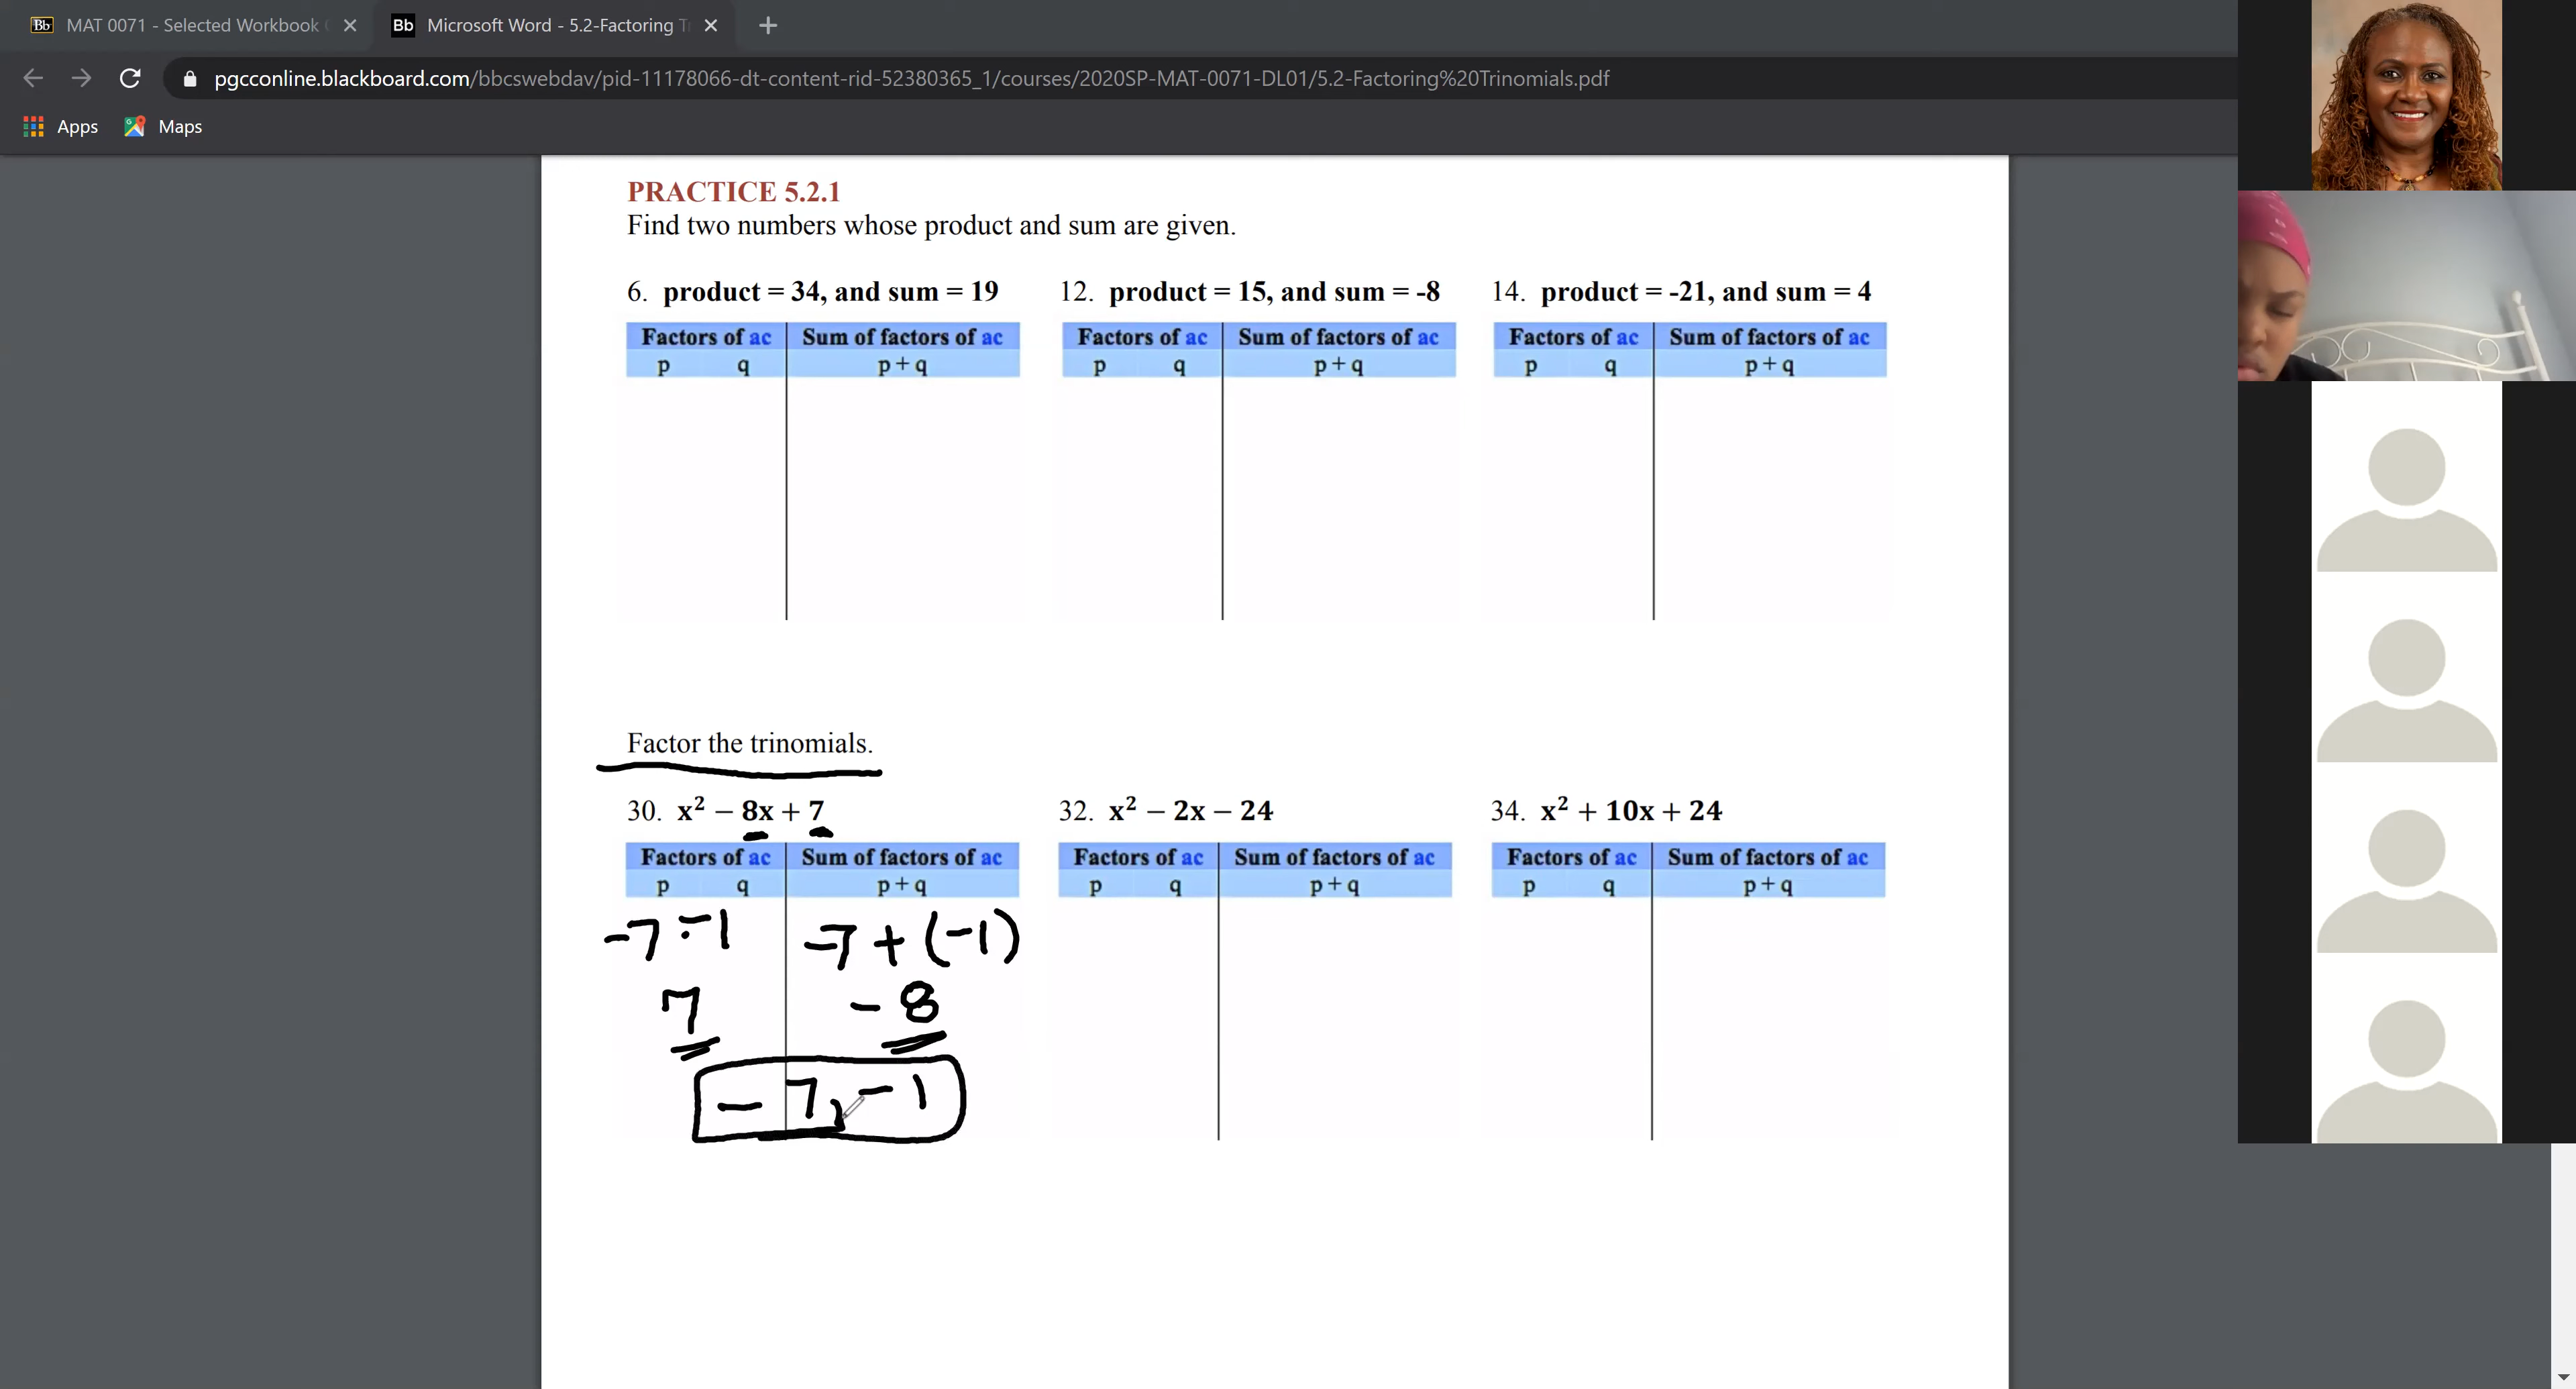 MAT 0071 - Selected Workbook
Microsoft Word - 5.2-Factoring T
pgcconline.blackboard.com/bbcswebdav/pid-11178066-dt-content-rid-52380365_1/courses/2020SP-MAT-0071-DL01/5.2-Factoring%20Trinomials.pdf
Apps Maps
PRACTICE 5.2.1
Find two numbers whose product and sum are given.
6. product = 34, and sum = 19 12. product = 15, and sum = -8 14. product = -21, and sum = 4
Factors of ac Sum of factors of ac Factors of ac Sum of factors of ac Factors of ac Sum of factors of ac
p q p + q p q p + q p q p + q
Factor the trinomials.
30. x² − 8x + 7 32. x² − 2x − 24 34. x² + 10x + 24
Factors of ac Sum of factors of ac Factors of ac Sum of factors of ac Factors of ac Sum of factors of ac
p q p + q p q p + q p q p + q
-7 · -1 -7 + (-1)
7 -8
-7, -1